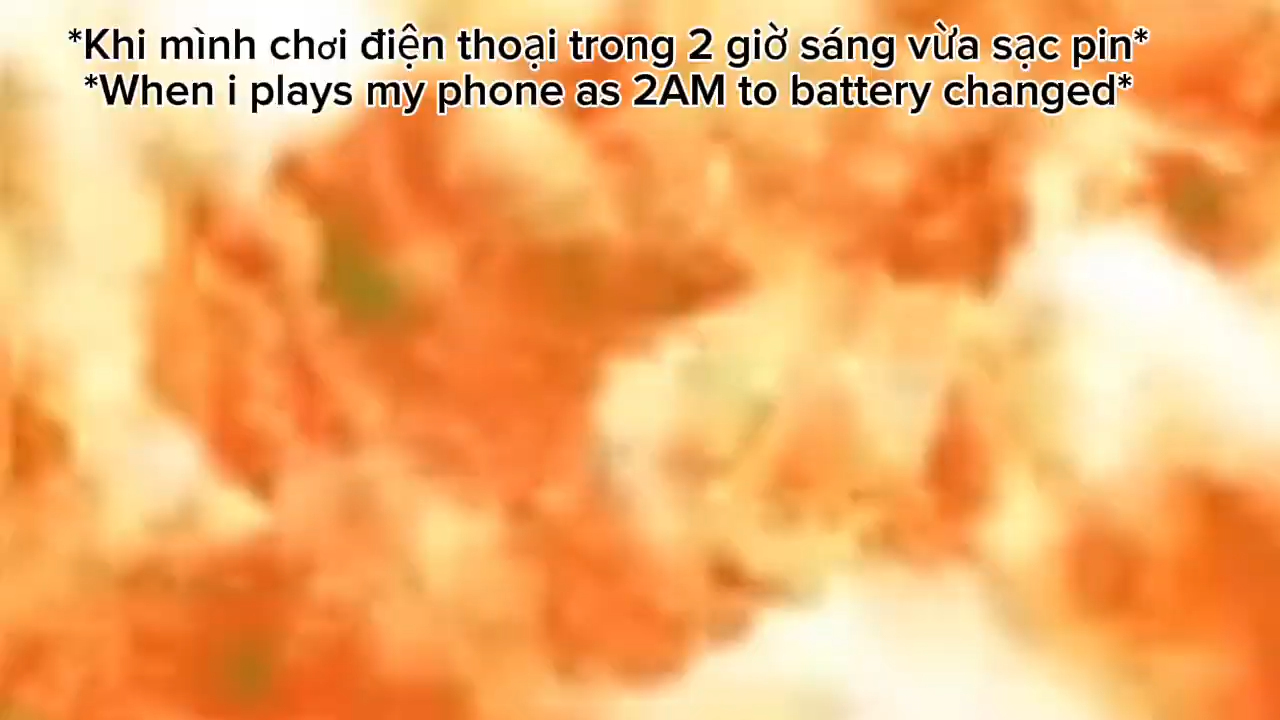 *Khi mình chơi điện thoại trong 2 giờ sáng vừa sạc pin*
*When i plays my phone as 2AM to battery changed*